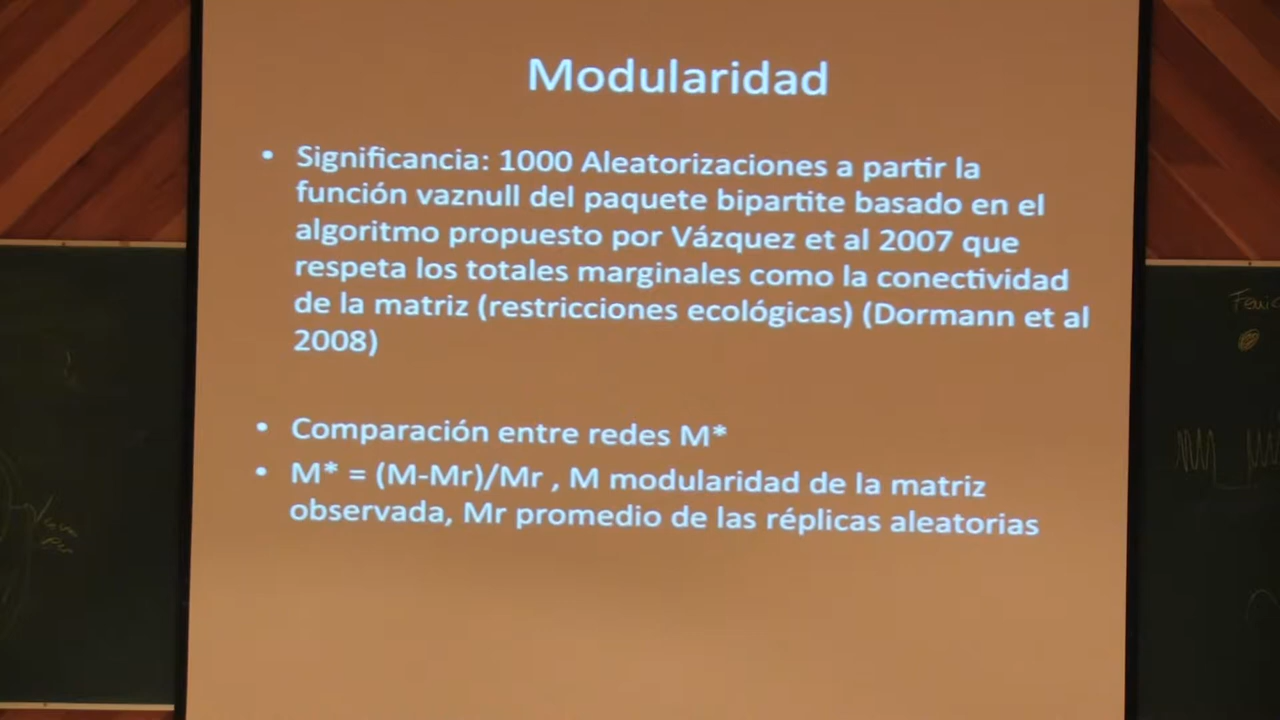 Modularidad
• Significancia: 1000 Aleatorizaciones a partir la
función vaznull del paquete bipartite basado en el
algoritmo propuesto por Vázquez et al 2007 que
respeta los totales marginales como la conectividad
de la matriz (restricciones ecológicas) (Dormann et al
2008)
• Comparación entre redes M*
• M* = (M-Mr)/Mr , M modularidad de la matriz
observada, Mr promedio de las réplicas aleatorias